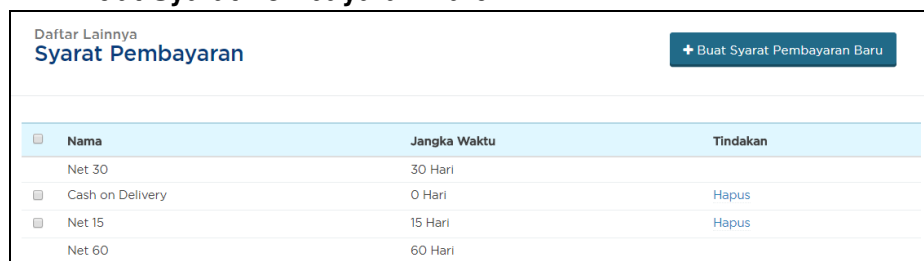 Daftar Lainnya
Syarat Pembayaran
+ Buat Syarat Pembayaran Baru
Nama Jangka Waktu Tindakan
Net 30 30 Hari
Cash on Delivery 0 Hari Hapus
Net 15 15 Hari Hapus
Net 60 60 Hari